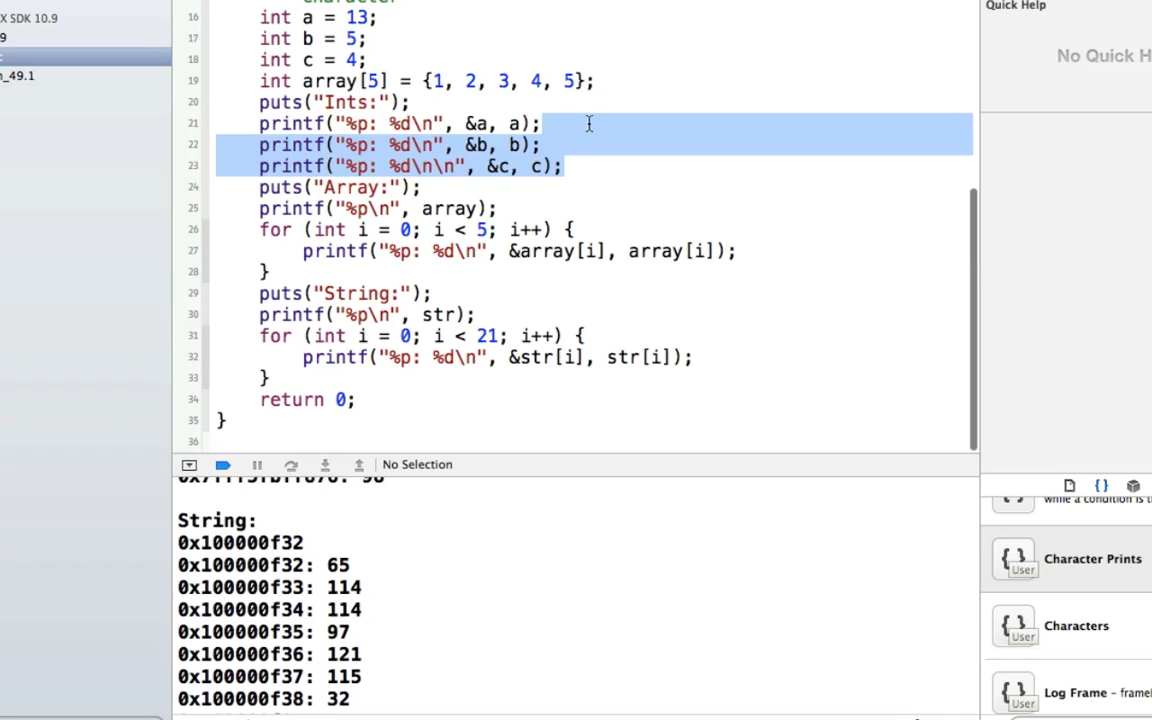 X SDK 10.9
9
c
n_49.1
character
16 int a = 13;
17 int b = 5;
18 int c = 4;
19 int array[5] = {1, 2, 3, 4, 5};
20 puts("Ints:");
21 printf("%p: %d\n", &a, a);
22 printf("%p: %d\n", &b, b);
23 printf("%p: %d\n\n", &c, c);
24 puts("Array:");
25 printf("%p\n", array);
26 for (int i = 0; i < 5; i++) {
27 printf("%p: %d\n", &array[i], array[i]);
28 }
29 puts("String:");
30 printf("%p\n", str);
31 for (int i = 0; i < 21; i++) {
32 printf("%p: %d\n", &str[i], str[i]);
33 }
34 return 0;
35 }
36
No Selection
String:
0x100000f32
0x100000f32: 65
0x100000f33: 114
0x100000f34: 114
0x100000f35: 97
0x100000f36: 121
0x100000f37: 115
0x100000f38: 32
Quick Help
No Quick H
{ }
while a condition is t
{ }
User
Character Prints
{ }
User
Characters
{ }
User
Log Frame – frame